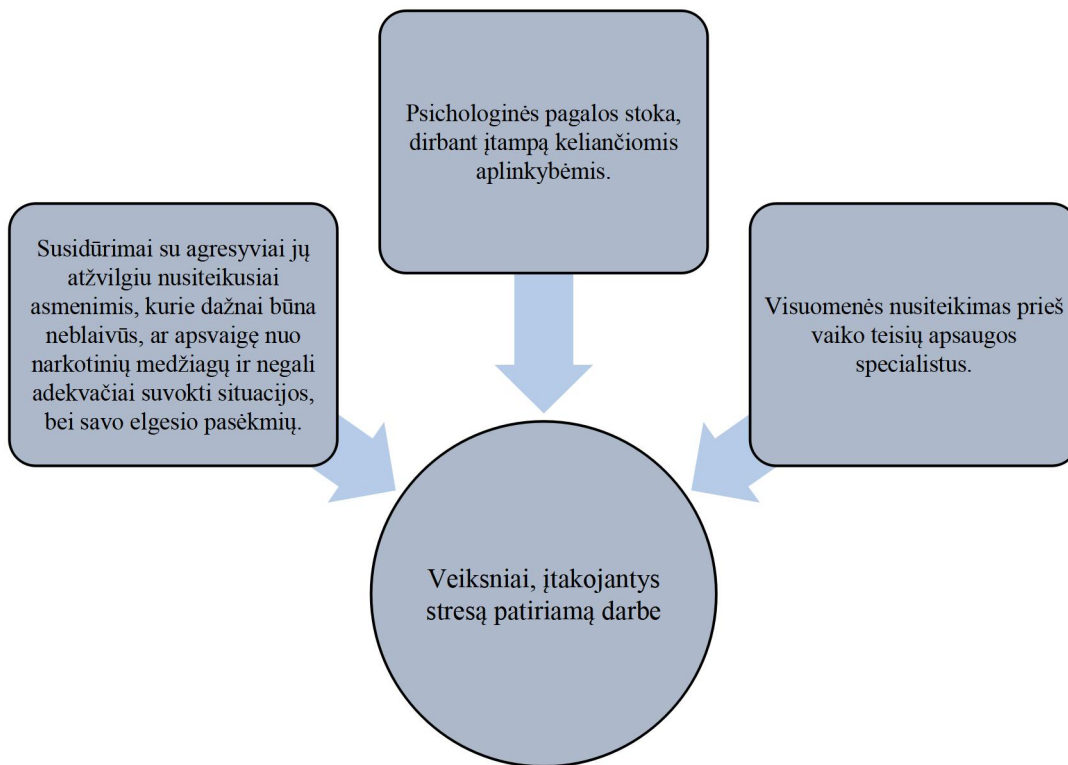 Psichologinės pagalos stoka,
dirbant įtampą keliančiomis
aplinkybėmis.
Susidūrimai su agresyviai jų
atžvilgiu nusiteikusiai
asmenimis, kurie dažnai būna
neblaivūs, ar apsvaigę nuo
narkotinių medžiagų ir negali
adekvačiai suvokti situacijos,
bei savo elgesio pasėkmių.
Visuomenės nusiteikimas prieš
vaiko teisių apsaugos
specialistus.
Veiksniai, įtakojantys
stresą patiriamą darbe